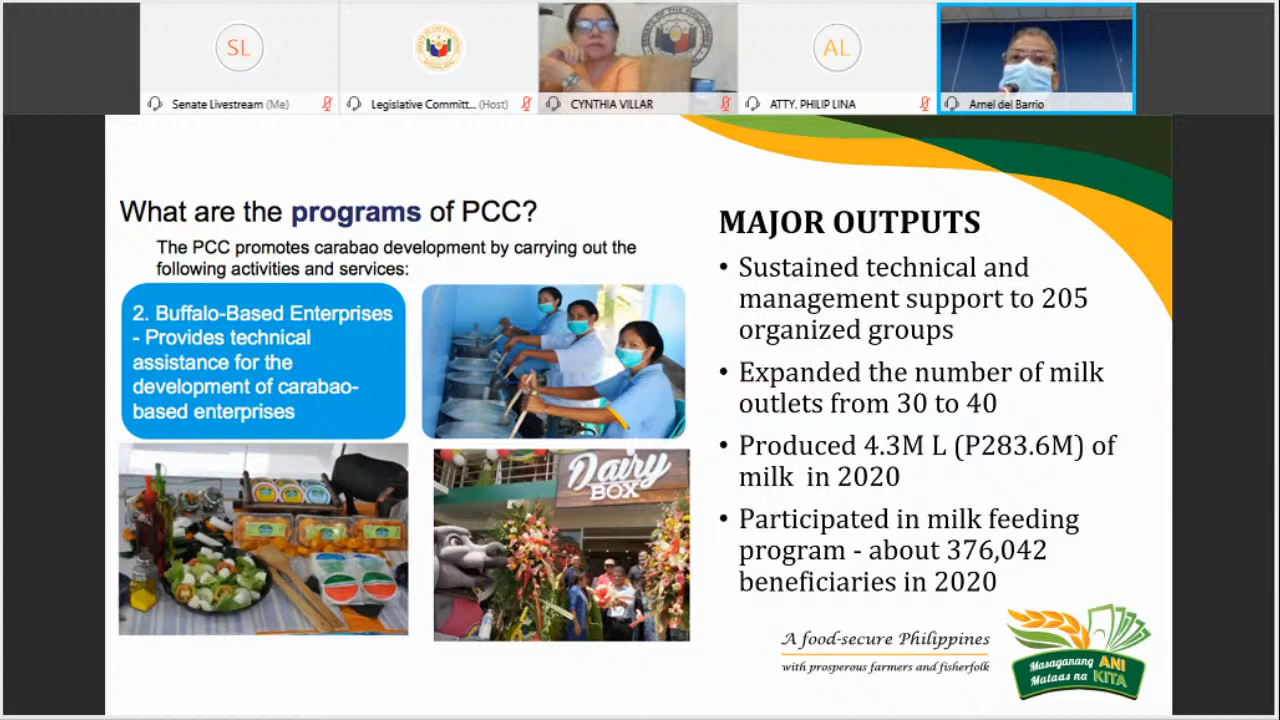 SL
AL
Senate Livestream (Me)
Legislative Committ... (Host)
CYNTHIA VILLAR
ATTY. PHILIP LINA
Arnel del Barrio
What are the programs of PCC?
The PCC promotes carabao development by carrying out the
following activities and services:
2. Buffalo-Based Enterprises
- Provides technical
assistance for the
development of carabao-
based enterprises
Dairy
BOX
MAJOR OUTPUTS
• Sustained technical and
management support to 205
organized groups
• Expanded the number of milk
outlets from 30 to 40
• Produced 4.3M L (P283.6M) of
milk in 2020
• Participated in milk feeding
program - about 376,042
beneficiaries in 2020
A food-secure Philippines
with prosperous farmers and fisherfolk
Masaganang ANI
Mataas na KITA